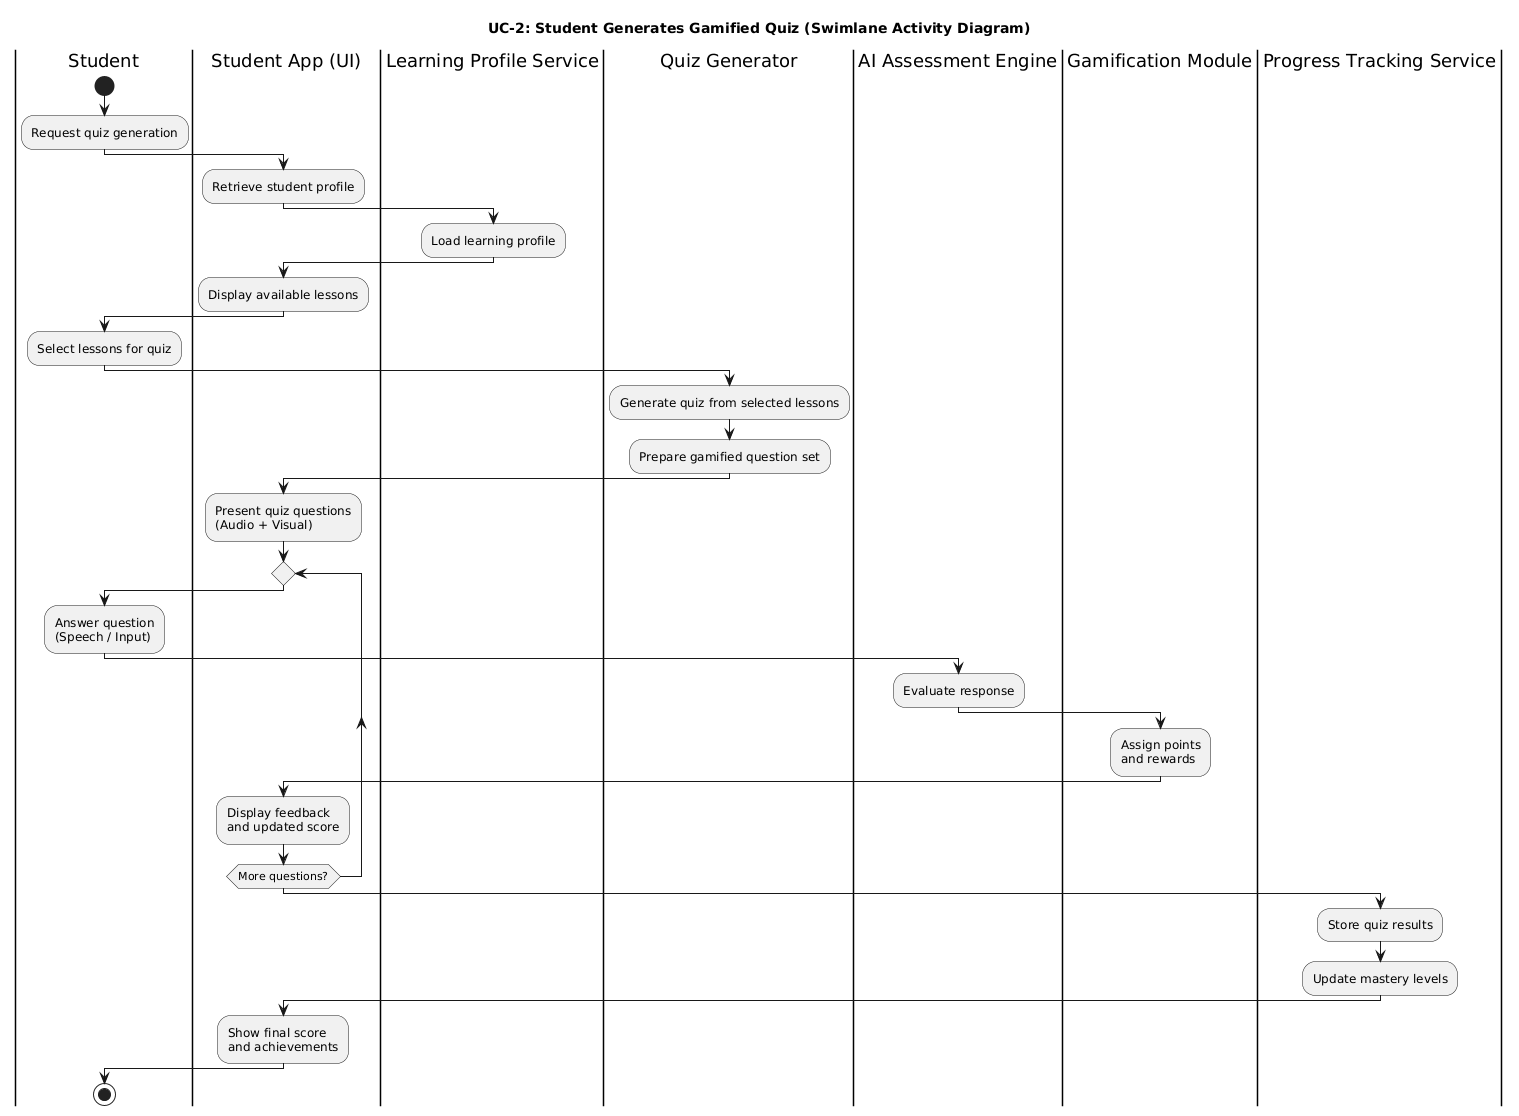 UC-2: Student Generates Gamified Quiz (Swimlane Activity Diagram)
Student
Student App (UI)
Learning Profile Service
Quiz Generator
AI Assessment Engine
Gamification Module
Progress Tracking Service
Request quiz generation
Retrieve student profile
Load learning profile
Display available lessons
Select lessons for quiz
Generate quiz from selected lessons
Prepare gamified question set
Present quiz questions
(Audio + Visual)
Answer question
(Speech / Input)
Evaluate response
Assign points
and rewards
Display feedback
and updated score
More questions?
Store quiz results
Update mastery levels
Show final score
and achievements